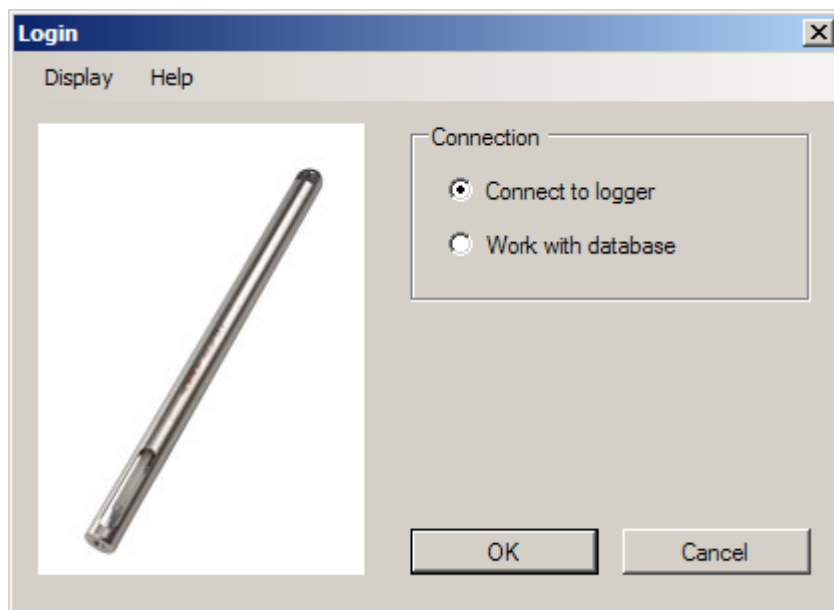 Login
Display Help
Connection
Connect to logger
Work with database
OK Cancel